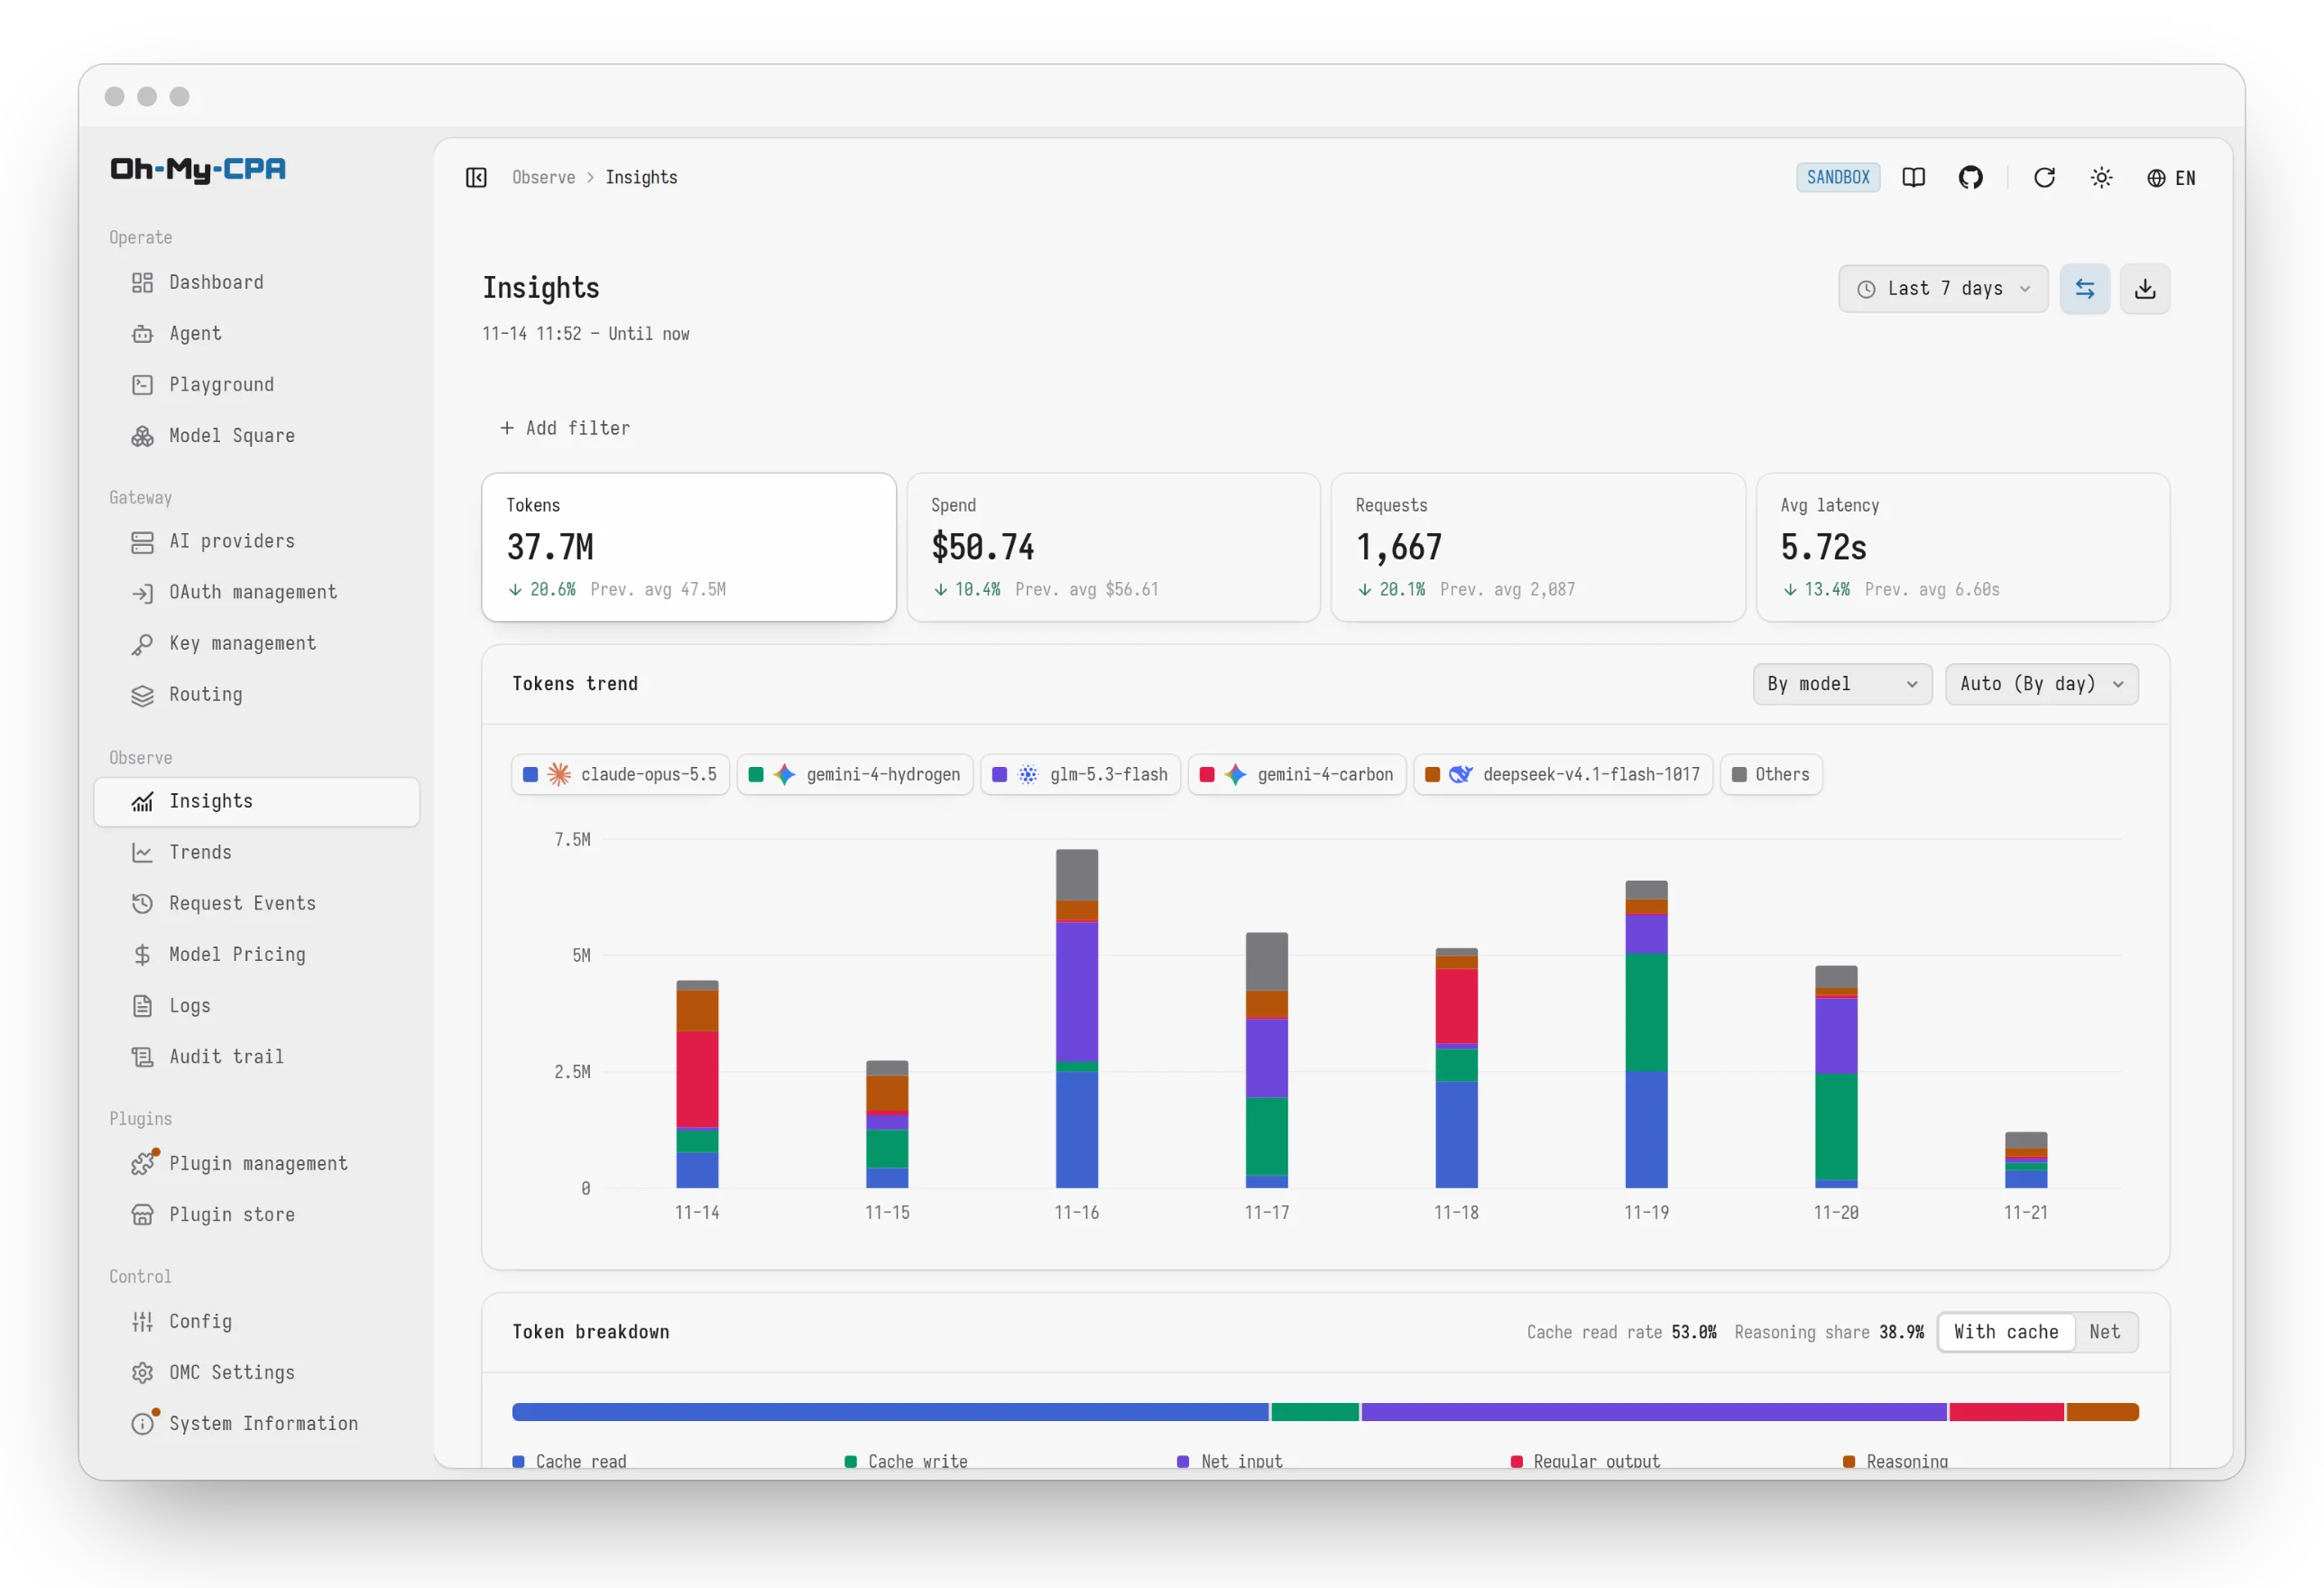 Oh-My-CPA
Operate
Dashboard
Agent
Playground
Model Square
Gateway
AI providers
OAuth management
Key management
Routing
Observe
Insights
Trends
Request Events
Model Pricing
Logs
Audit trail
Plugins
Plugin management
Plugin store
Control
Config
OMC Settings
System Information
Observe > Insights
SANDBOX
EN
Insights
11-14 11:52 – Until now
Last 7 days
+ Add filter
Tokens
37.7M
↓ 20.6% Prev. avg 47.5M
Spend
$50.74
↓ 10.4% Prev. avg $56.61
Requests
1,667
↓ 20.1% Prev. avg 2,087
Avg latency
5.72s
↓ 13.4% Prev. avg 6.60s
Tokens trend
By model
Auto (By day)
claude-opus-5.5
gemini-4-hydrogen
glm-5.3-flash
gemini-4-carbon
deepseek-v4.1-flash-1017
Others
7.5M
5M
2.5M
0
11-14
11-15
11-16
11-17
11-18
11-19
11-20
11-21
Token breakdown
Cache read rate 53.0%
Reasoning share 38.9%
With cache
Net
Cache read
Cache write
Net input
Regular output
Reasoning